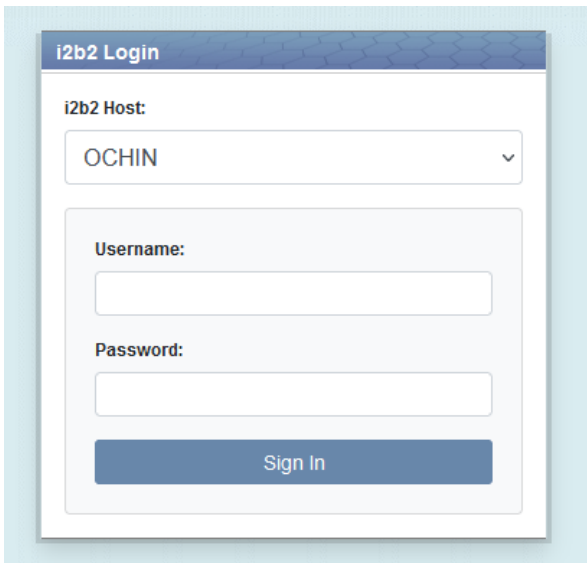 i2b2 Login
i2b2 Host:
OCHIN
Username:
Password:
Sign In